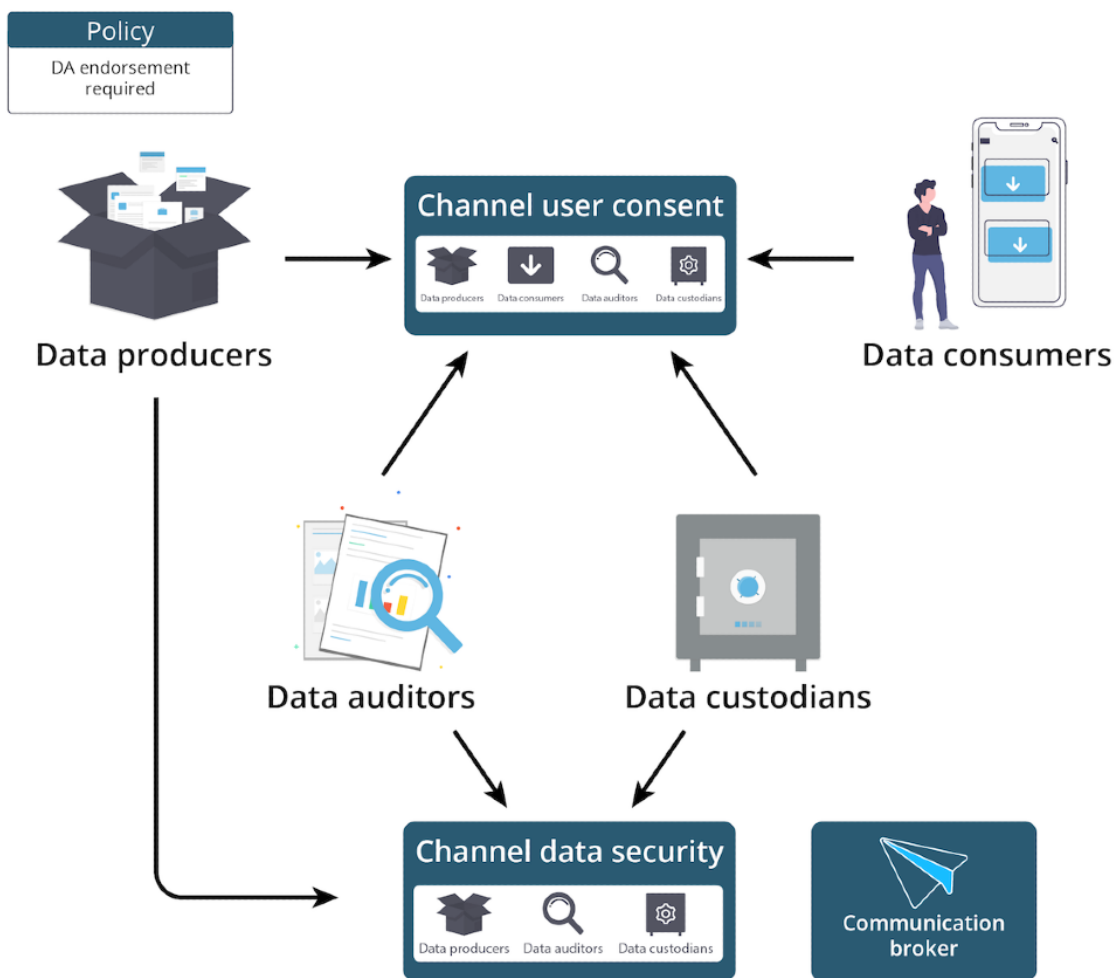 Policy
DA endorsement
required
Channel user consent
Data producers
Data consumers
Data auditors
Data custodians
Data producers
Data consumers
Data auditors
Data custodians
Channel data security
Data producers
Data auditors
Data custodians
Communication
broker